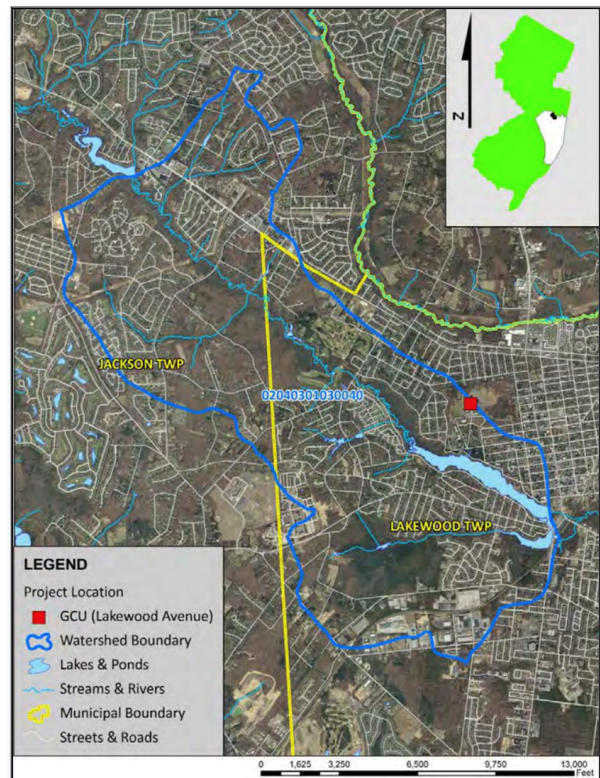 N
JACKSON TWP
02040301030040
LAKEWOOD TWP
LEGEND
Project Location
GCU (Lakewood Avenue)
Watershed Boundary
Lakes & Ponds
Streams & Rivers
Municipal Boundary
Streets & Roads
0 1,625 3,250 6,500 9,750 13,000
Feet